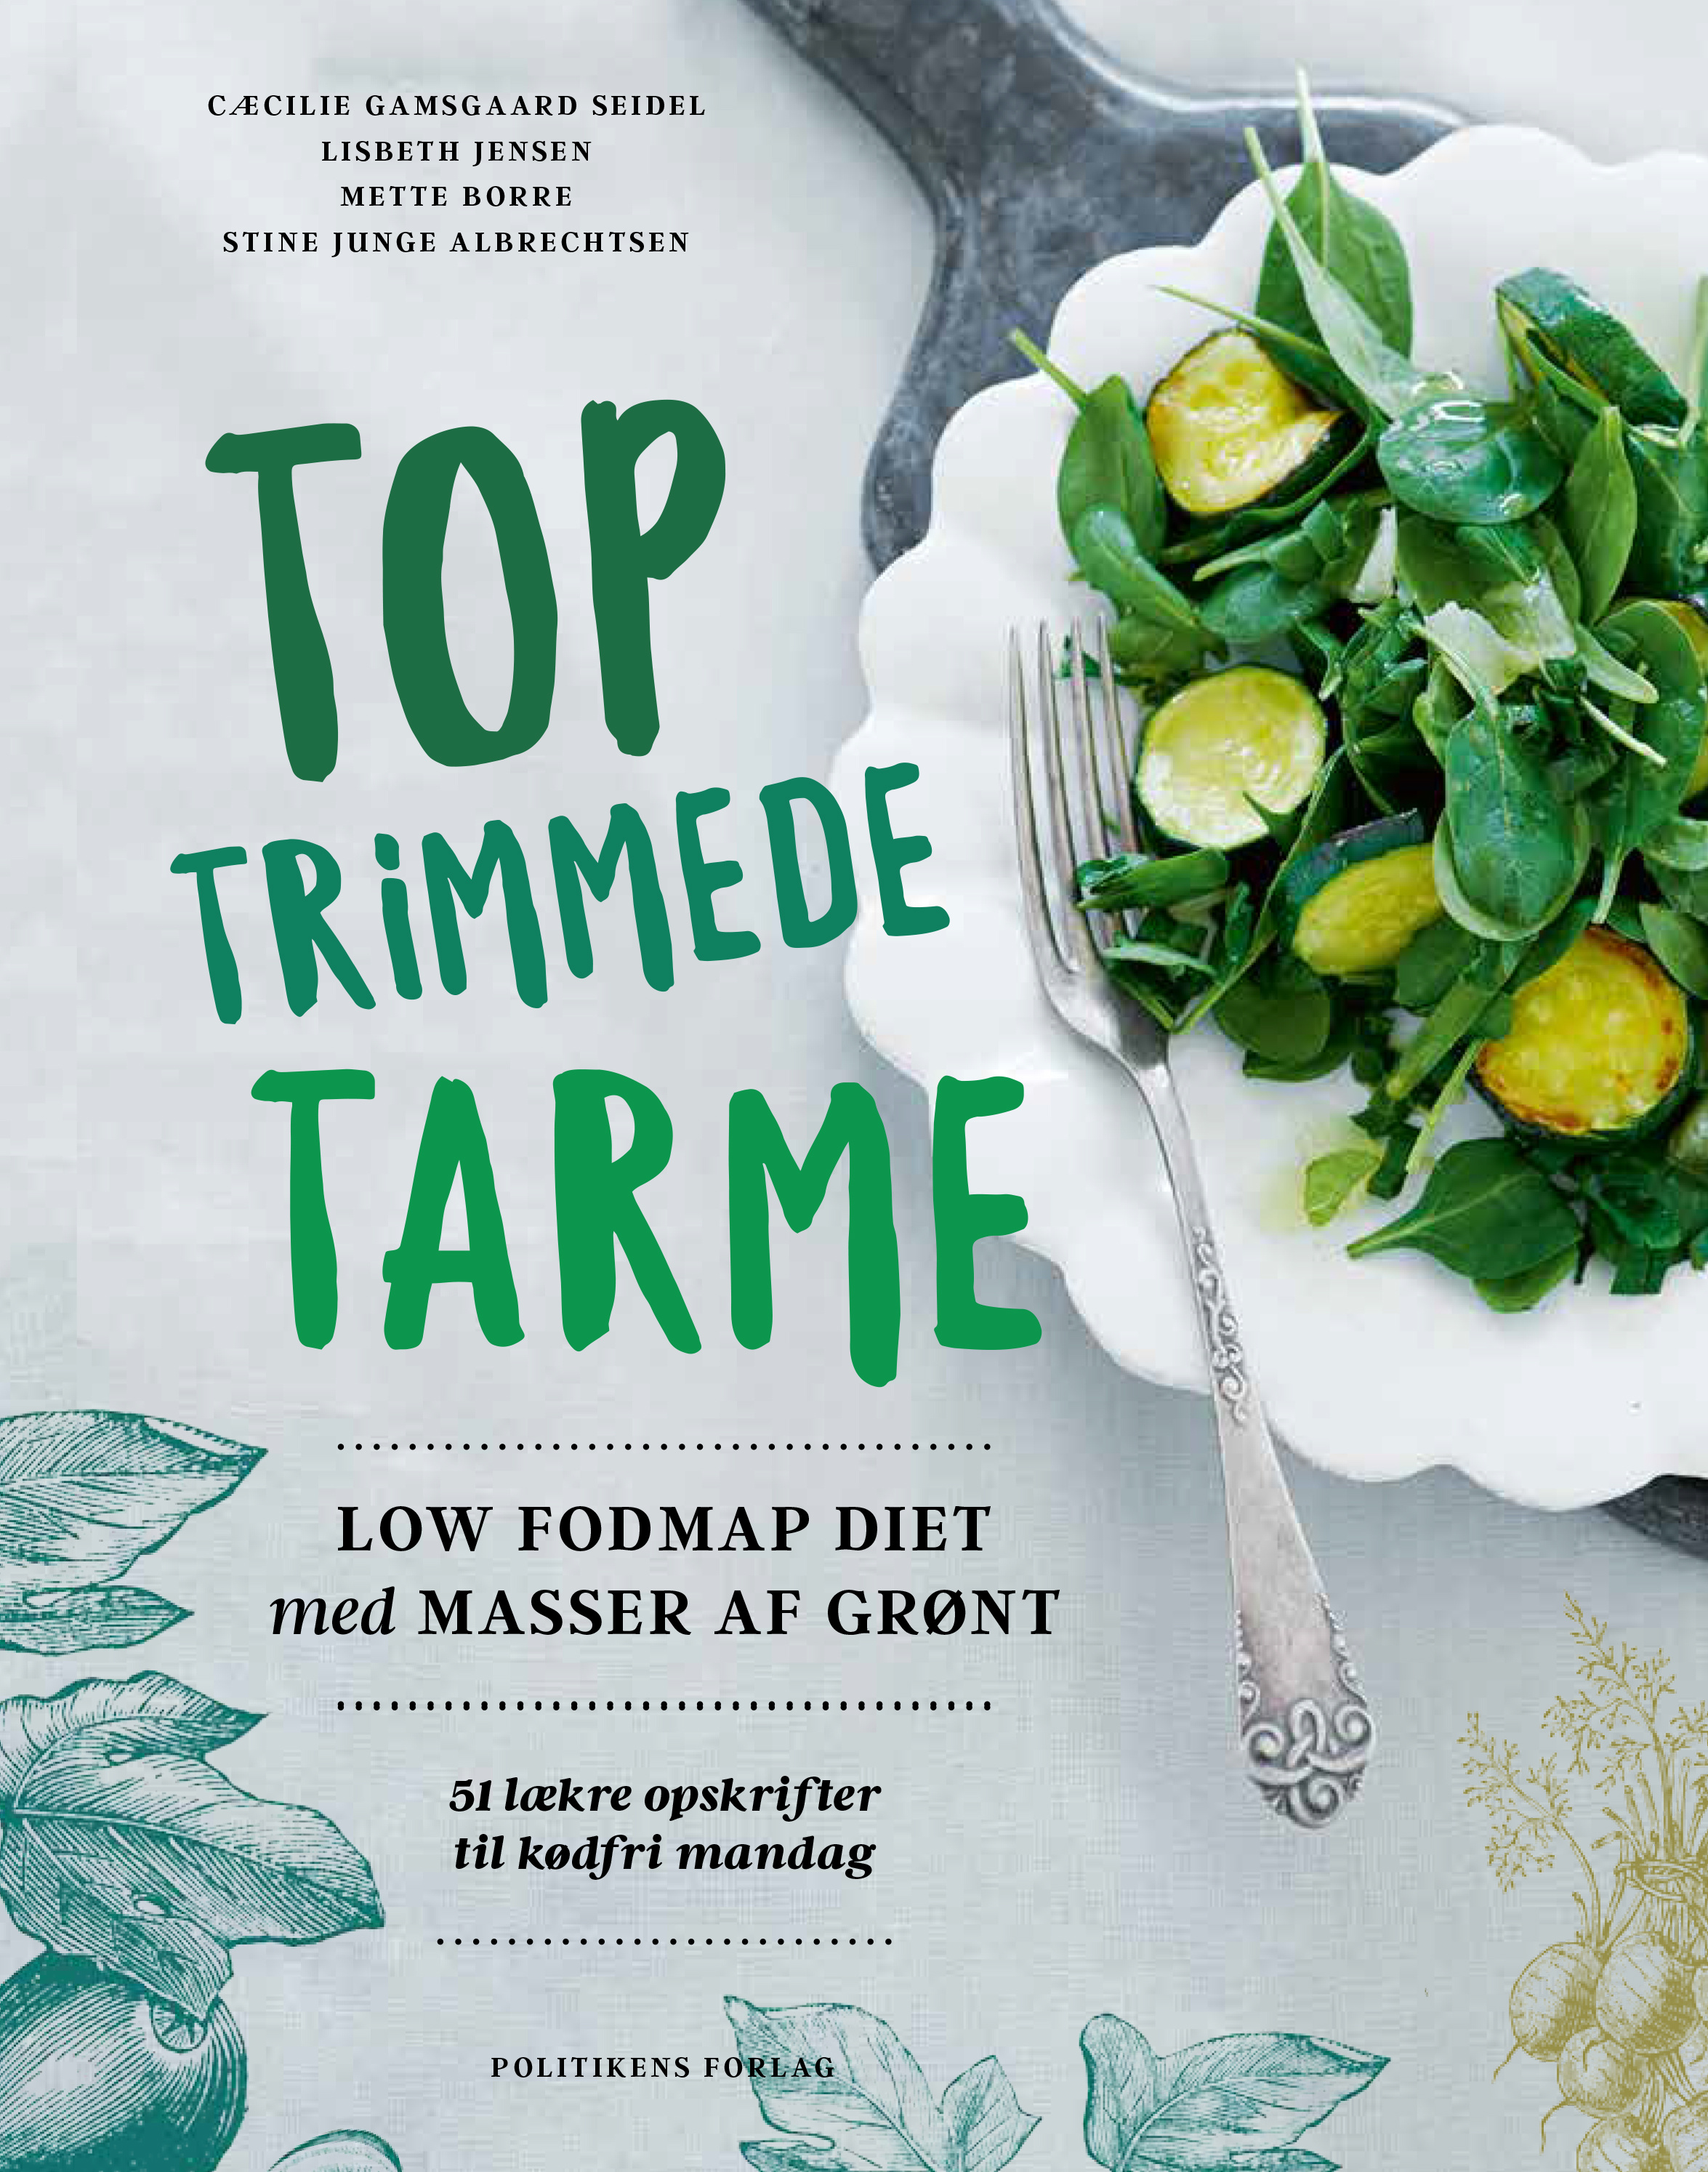 CÆCILIE GAMSGAARD SEIDEL
LISBETH JENSEN
METTE BORRE
STINE JUNGE ALBRECHTSEN
TOP
TRiMMEDE
TARME
LOW FODMAP DIET
med MASSER AF GRØNT
51 lækre opskrifter
til kødfri mandag
POLITIKENS FORLAG